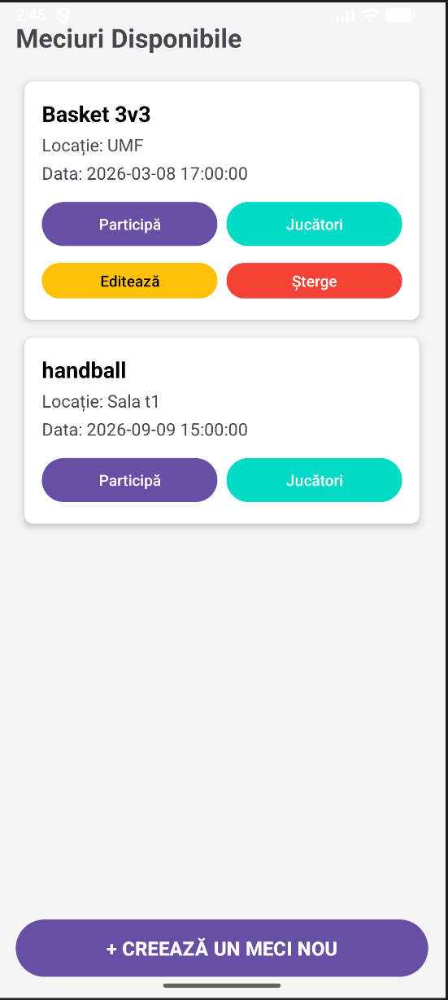 2:45
Meciuri Disponibile
Basket 3v3
Locație: UMF
Data: 2026-03-08 17:00:00
Participă Jucători
Editează Șterge
handball
Locație: Sala t1
Data: 2026-09-09 15:00:00
Participă Jucători
+ CREEAZĂ UN MECI NOU